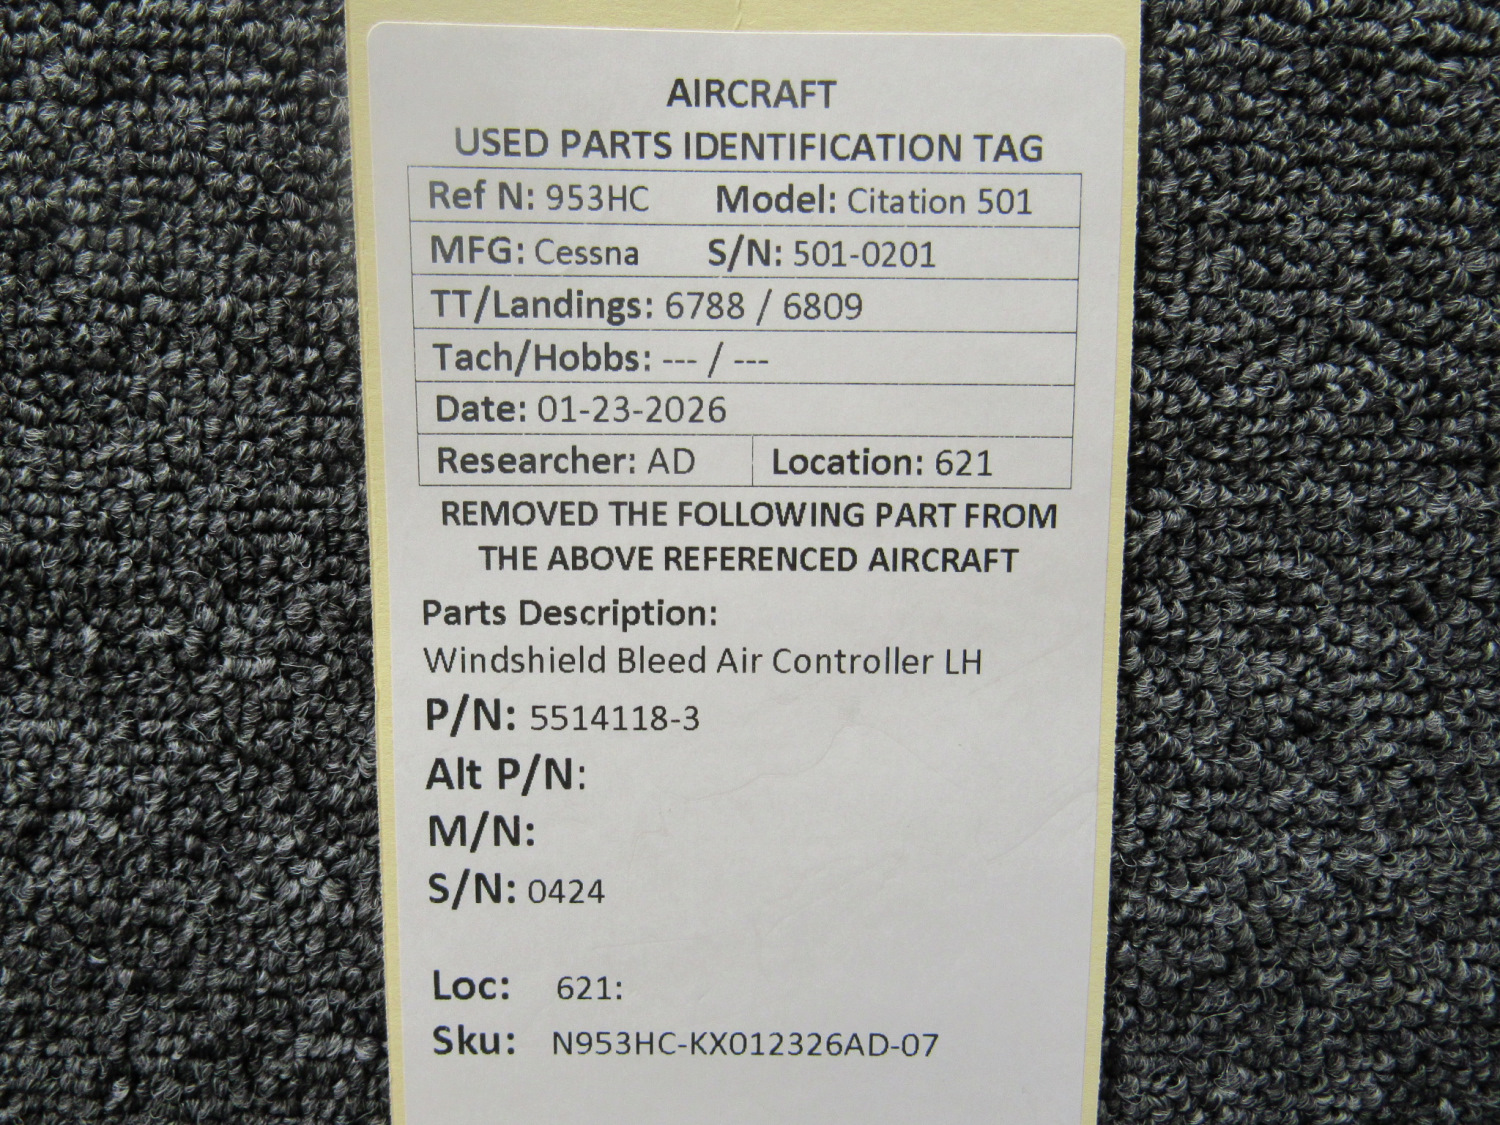 AIRCRAFT
USED PARTS IDENTIFICATION TAG
Ref N: 953HC Model: Citation 501
MFG: Cessna S/N: 501-0201
TT/Landings: 6788 / 6809
Tach/Hobbs: --- / ---
Date: 01-23-2026
Researcher: AD Location: 621
REMOVED THE FOLLOWING PART FROM
THE ABOVE REFERENCED AIRCRAFT
Parts Description:
Windshield Bleed Air Controller LH
P/N: 5514118-3
Alt P/N:
M/N:
S/N: 0424
Loc: 621:
Sku: N953HC-KX012326AD-07